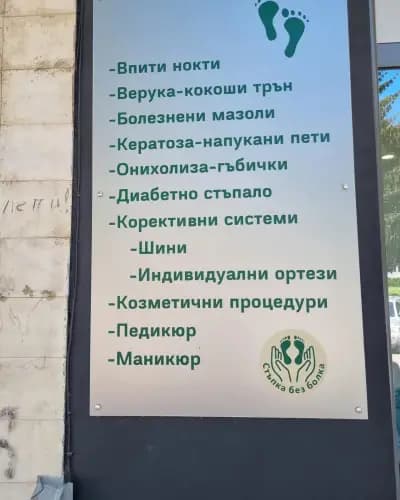 -Впити нокти
-Верука-кокоши трън
-Болезнени мазоли
-Кератоза-напукани пети
-Онихолиза-гъбички
-Диабетно стъпало
-Корективни системи
-Шини
-Индивидуални ортези
-Козметични процедури
-Педикюр
-Маникюр
Стъпка без болка